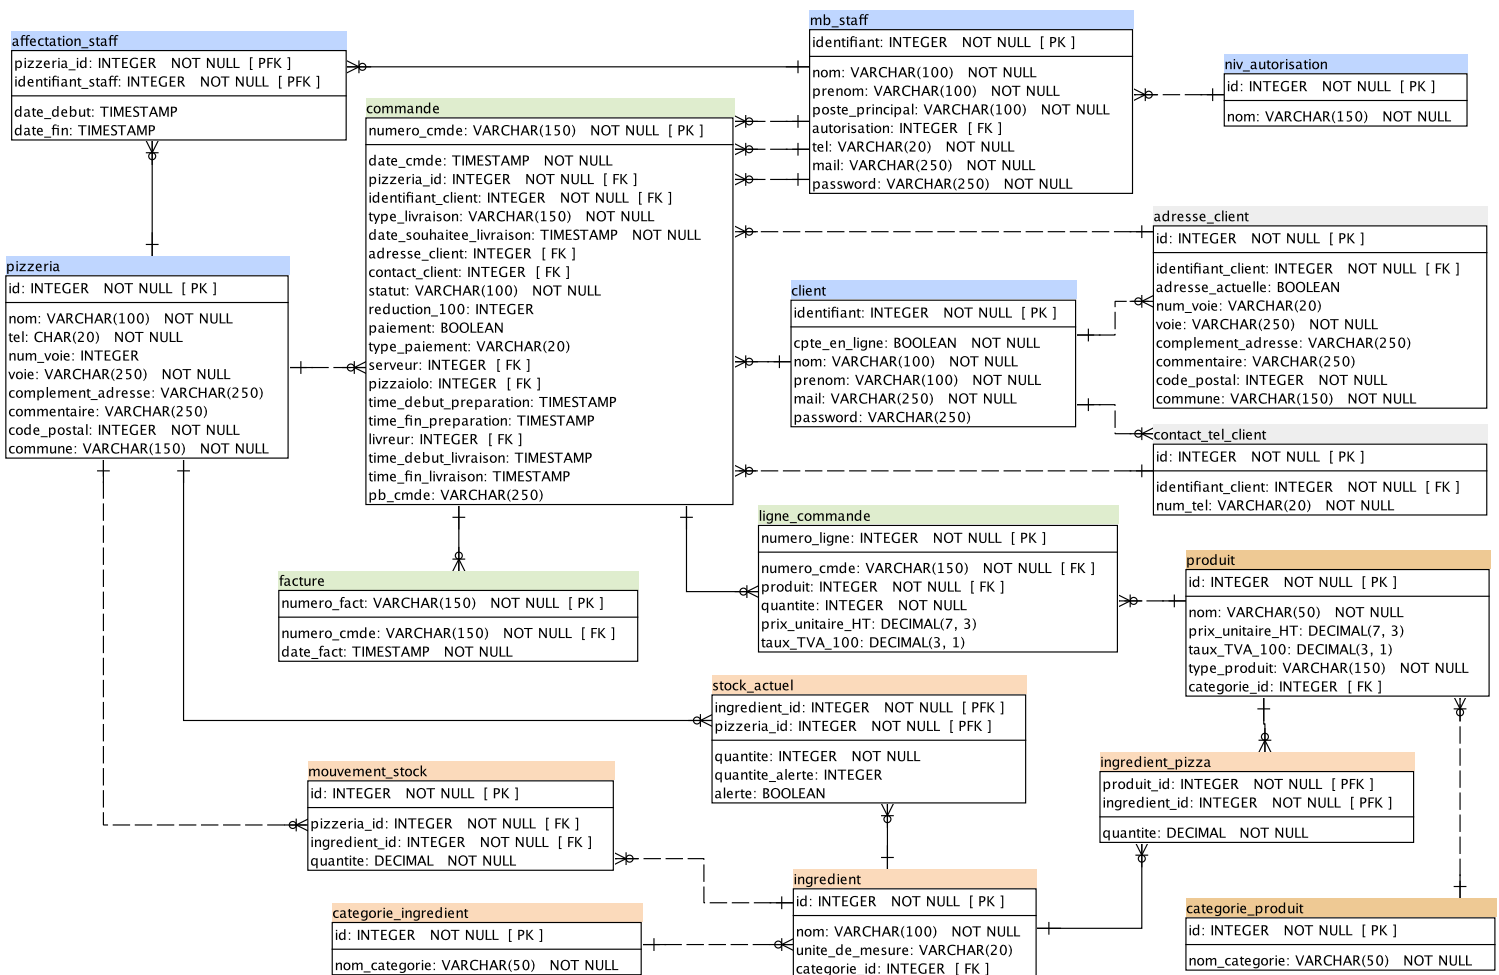 affectation_staff
pizzeria_id: INTEGER NOT NULL [ PFK ]
identifiant_staff: INTEGER NOT NULL [ PFK ]
date_debut: TIMESTAMP
date_fin: TIMESTAMP
mb_staff
identifiant: INTEGER NOT NULL [ PK ]
nom: VARCHAR(100) NOT NULL
prenom: VARCHAR(100) NOT NULL
poste_principal: VARCHAR(100) NOT NULL
autorisation: INTEGER [ FK ]
tel: VARCHAR(20) NOT NULL
mail: VARCHAR(250) NOT NULL
password: VARCHAR(250) NOT NULL
niv_autorisation
id: INTEGER NOT NULL [ PK ]
nom: VARCHAR(150) NOT NULL
commande
numero_cmde: VARCHAR(150) NOT NULL [ PK ]
date_cmde: TIMESTAMP NOT NULL
pizzeria_id: INTEGER NOT NULL [ FK ]
identifiant_client: INTEGER NOT NULL [ FK ]
type_livraison: VARCHAR(150) NOT NULL
date_souhaitee_livraison: TIMESTAMP NOT NULL
adresse_client: INTEGER [ FK ]
contact_client: INTEGER [ FK ]
statut: VARCHAR(100) NOT NULL
reduction_100: INTEGER
paiement: BOOLEAN
type_paiement: VARCHAR(20)
serveur: INTEGER [ FK ]
pizzaiolo: INTEGER [ FK ]
time_debut_preparation: TIMESTAMP
time_fin_preparation: TIMESTAMP
livreur: INTEGER [ FK ]
time_debut_livraison: TIMESTAMP
time_fin_livraison: TIMESTAMP
pb_cmde: VARCHAR(250)
adresse_client
id: INTEGER NOT NULL [ PK ]
identifiant_client: INTEGER NOT NULL [ FK ]
adresse_actuelle: BOOLEAN
num_voie: VARCHAR(20)
voie: VARCHAR(250) NOT NULL
complement_adresse: VARCHAR(250)
commentaire: VARCHAR(250)
code_postal: INTEGER NOT NULL
commune: VARCHAR(150) NOT NULL
pizzeria
id: INTEGER NOT NULL [ PK ]
nom: VARCHAR(100) NOT NULL
tel: CHAR(20) NOT NULL
num_voie: INTEGER
voie: VARCHAR(250) NOT NULL
complement_adresse: VARCHAR(250)
commentaire: VARCHAR(250)
code_postal: INTEGER NOT NULL
commune: VARCHAR(150) NOT NULL
client
identifiant: INTEGER NOT NULL [ PK ]
cpte_en_ligne: BOOLEAN NOT NULL
nom: VARCHAR(100) NOT NULL
prenom: VARCHAR(100) NOT NULL
mail: VARCHAR(250) NOT NULL
password: VARCHAR(250)
contact_tel_client
id: INTEGER NOT NULL [ PK ]
identifiant_client: INTEGER NOT NULL [ FK ]
num_tel: VARCHAR(20) NOT NULL
ligne_commande
numero_ligne: INTEGER NOT NULL [ PK ]
numero_cmde: VARCHAR(150) NOT NULL [ FK ]
produit: INTEGER NOT NULL [ FK ]
quantite: INTEGER NOT NULL
prix_unitaire_HT: DECIMAL(7, 3)
taux_TVA_100: DECIMAL(3, 1)
produit
id: INTEGER NOT NULL [ PK ]
nom: VARCHAR(50) NOT NULL
prix_unitaire_HT: DECIMAL(7, 3)
taux_TVA_100: DECIMAL(3, 1)
type_produit: VARCHAR(150) NOT NULL
categorie_id: INTEGER [ FK ]
facture
numero_fact: VARCHAR(150) NOT NULL [ PK ]
numero_cmde: VARCHAR(150) NOT NULL [ FK ]
date_fact: TIMESTAMP NOT NULL
stock_actuel
ingredient_id: INTEGER NOT NULL [ PFK ]
pizzeria_id: INTEGER NOT NULL [ PFK ]
quantite: INTEGER NOT NULL
quantite_alerte: INTEGER
alerte: BOOLEAN
ingredient_pizza
produit_id: INTEGER NOT NULL [ PFK ]
ingredient_id: INTEGER NOT NULL [ PFK ]
quantite: DECIMAL NOT NULL
mouvement_stock
id: INTEGER NOT NULL [ PK ]
pizzeria_id: INTEGER NOT NULL [ FK ]
ingredient_id: INTEGER NOT NULL [ FK ]
quantite: DECIMAL NOT NULL
ingredient
id: INTEGER NOT NULL [ PK ]
nom: VARCHAR(100) NOT NULL
unite_de_mesure: VARCHAR(20)
categorie_id: INTEGER [ FK ]
categorie_ingredient
id: INTEGER NOT NULL [ PK ]
nom_categorie: VARCHAR(50) NOT NULL
categorie_produit
id: INTEGER NOT NULL [ PK ]
nom_categorie: VARCHAR(50) NOT NULL